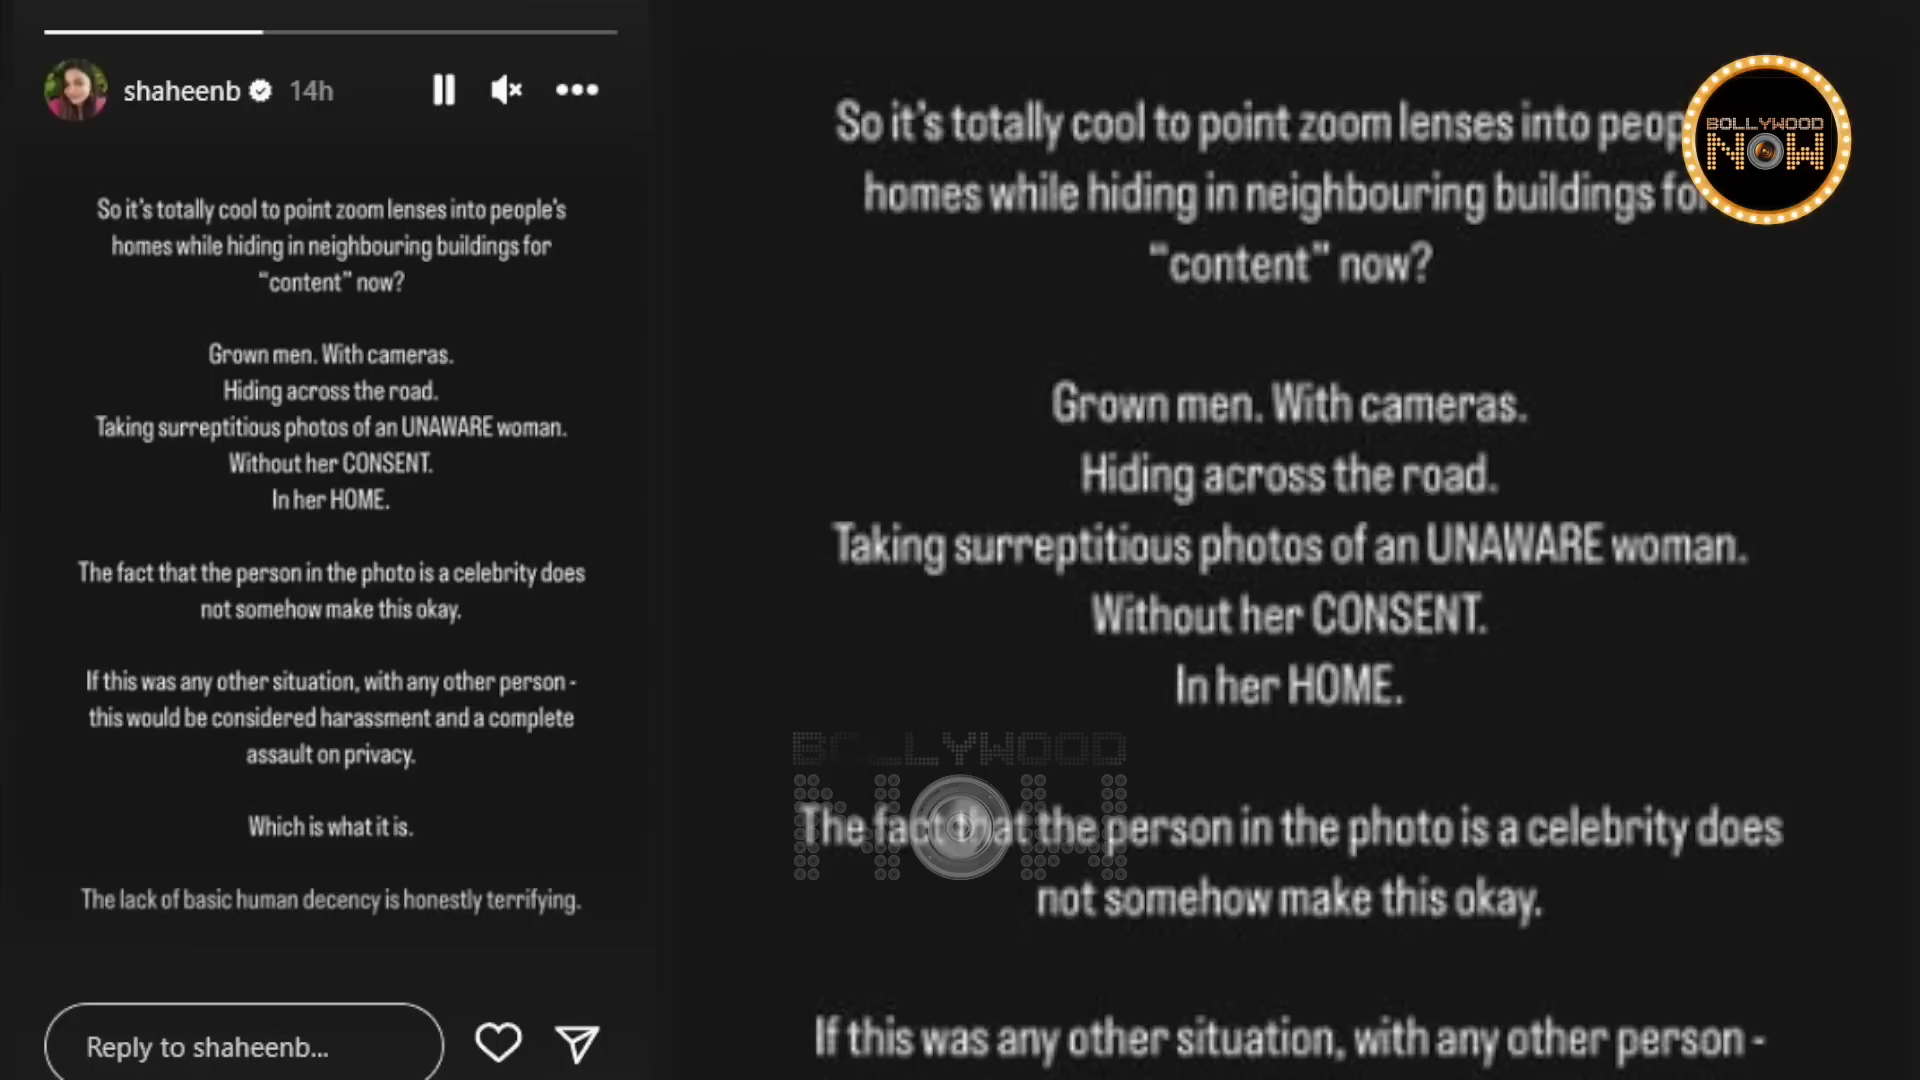 shaheenb 14h
So it's totally cool to point zoom lenses into people's
homes while hiding in neighbouring buildings for
"content" now?
Grown men. With cameras.
Hiding across the road.
Taking surreptitious photos of an UNAWARE woman.
Without her CONSENT.
In her HOME.
The fact that the person in the photo is a celebrity does
not somehow make this okay.
If this was any other situation, with any other person -
this would be considered harassment and a complete
assault on privacy.
Which is what it is.
The lack of basic human decency is honestly terrifying.
Reply to shaheenb...
So it's totally cool to point zoom lenses into peop
homes while hiding in neighbouring buildings for
"content" now?
Grown men. With cameras.
Hiding across the road.
Taking surreptitious photos of an UNAWARE woman.
Without her CONSENT.
In her HOME.
The fact that the person in the photo is a celebrity does
not somehow make this okay.
If this was any other situation, with any other person -
BOLLYWOOD
NOW
BOLLYWOOD
NOW